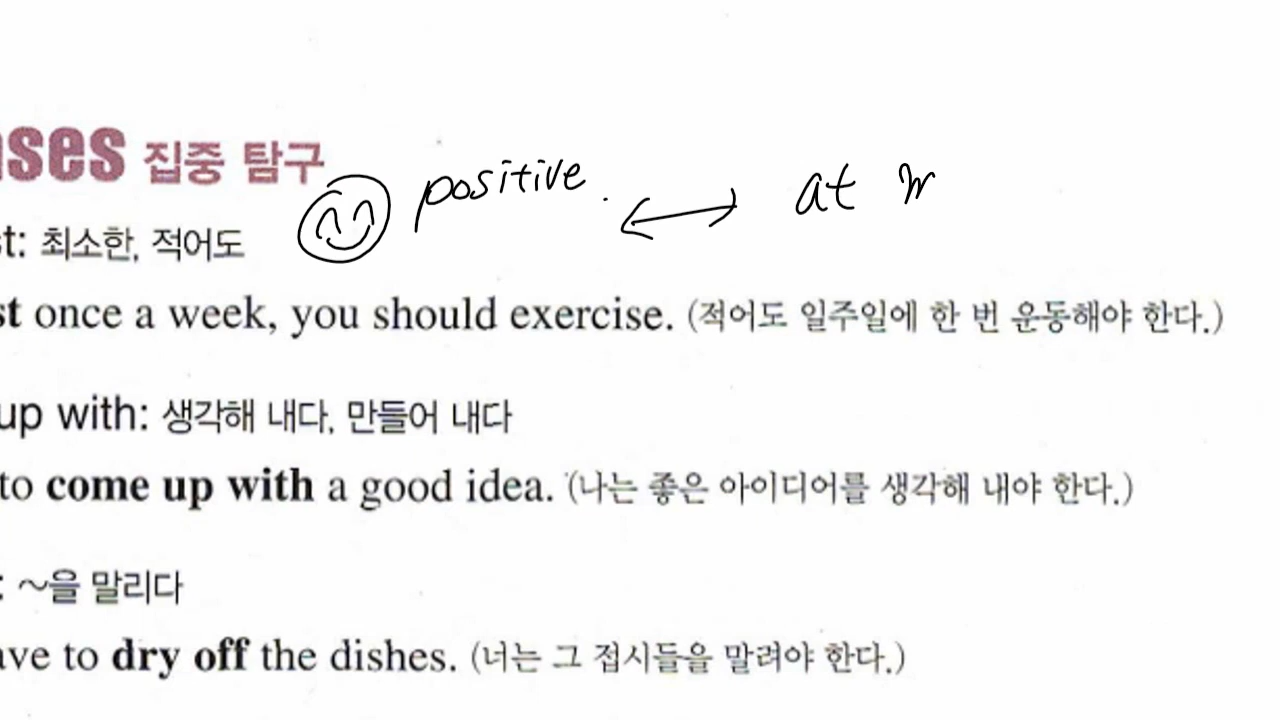 ases 집중 탐구
positive. ↔ at m
st: 최소한, 적어도
st once a week, you should exercise. (적어도 일주일에 한 번 운동해야 한다.)
up with: 생각해 내다, 만들어 내다
to come up with a good idea. (나는 좋은 아이디어를 생각해 내야 한다.)
: ~을 말리다
ave to dry off the dishes. (너는 그 접시들을 말려야 한다.)